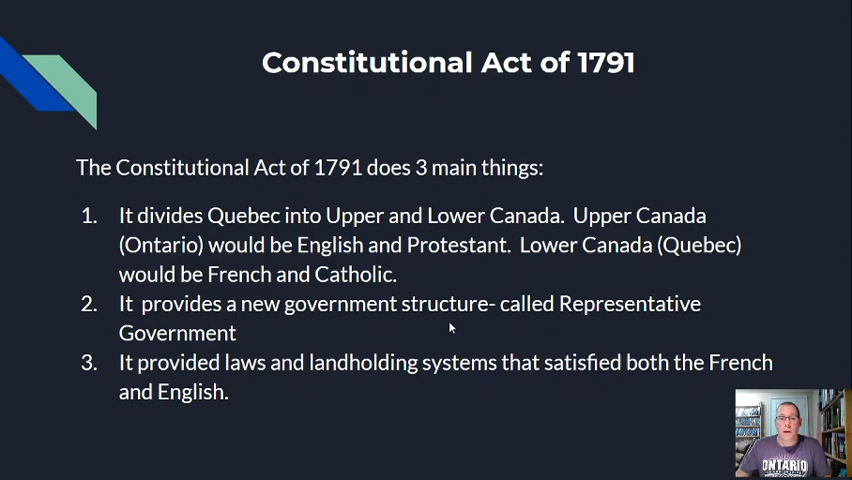 Constitutional Act of 1791
The Constitutional Act of 1791 does 3 main things:
1. It divides Quebec into Upper and Lower Canada. Upper Canada
(Ontario) would be English and Protestant. Lower Canada (Quebec)
would be French and Catholic.
2. It provides a new government structure- called Representative
Government
3. It provided laws and landholding systems that satisfied both the French
and English.
ONTARIO